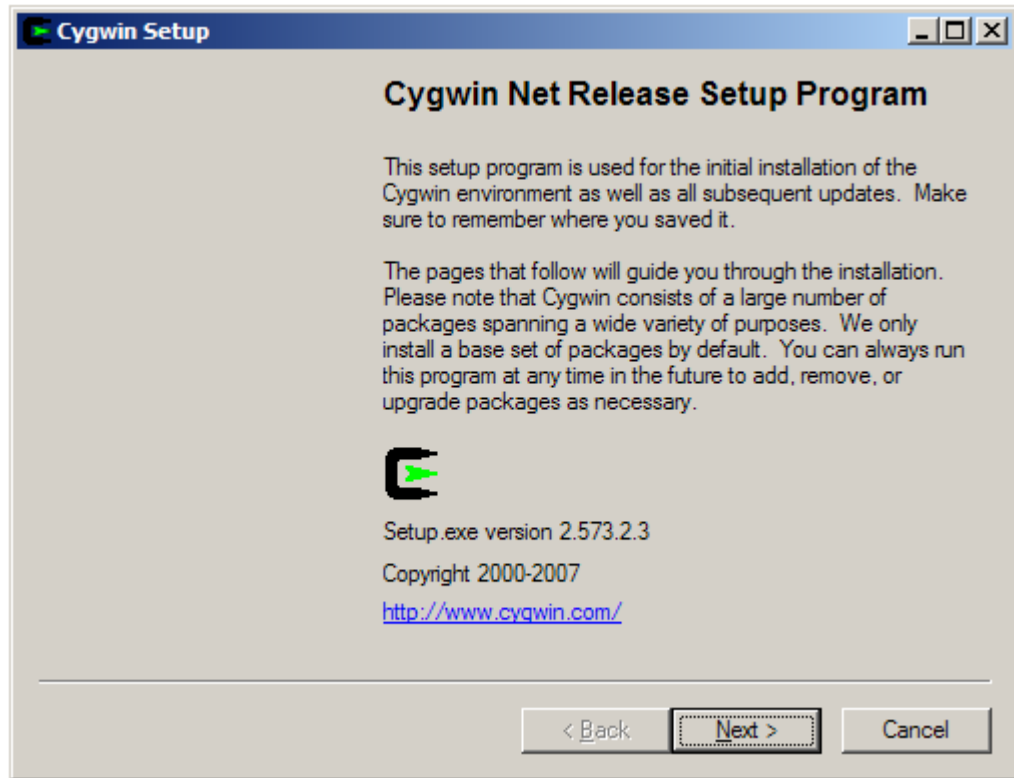 Cygwin Setup
Cygwin Net Release Setup Program
This setup program is used for the initial installation of the
Cygwin environment as well as all subsequent updates.  Make
sure to remember where you saved it.
The pages that follow will guide you through the installation.
Please note that Cygwin consists of a large number of
packages spanning a wide variety of purposes.  We only
install a base set of packages by default.  You can always run
this program at any time in the future to add, remove, or
upgrade packages as necessary.
Setup.exe version 2.573.2.3
Copyright 2000-2007
http://www.cygwin.com/
< Back
Next >
Cancel